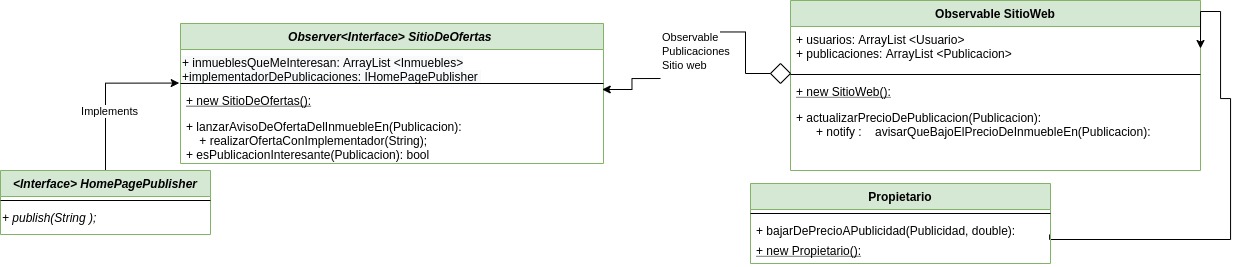 Observer<Interface> SitioDeOfertas
+ inmueblesQueMeInteresan: ArrayList <Inmuebles>
+implementadorDePublicaciones: IHomePagePublisher
+ new SitioDeOfertas():
+ lanzarAvisoDeOfertaDelInmuebleEn(Publicacion):
+ realizarOfertaConImplementador(String);
+ esPublicacionInteresante(Publicacion): bool
Implements
<Interface> HomePagePublisher
+ publish(String );
Observable
Publicaciones
Sitio web
Observable SitioWeb
+ usuarios: ArrayList <Usuario>
+ publicaciones: ArrayList <Publicacion>
+ new SitioWeb():
+ actualizarPrecioDePublicacion(Publicacion):
+ notify : avisarQueBajoElPrecioDeInmuebleEn(Publicacion):
Propietario
+ bajarDePrecioAPublicidad(Publicidad, double):
+ new Propietario():